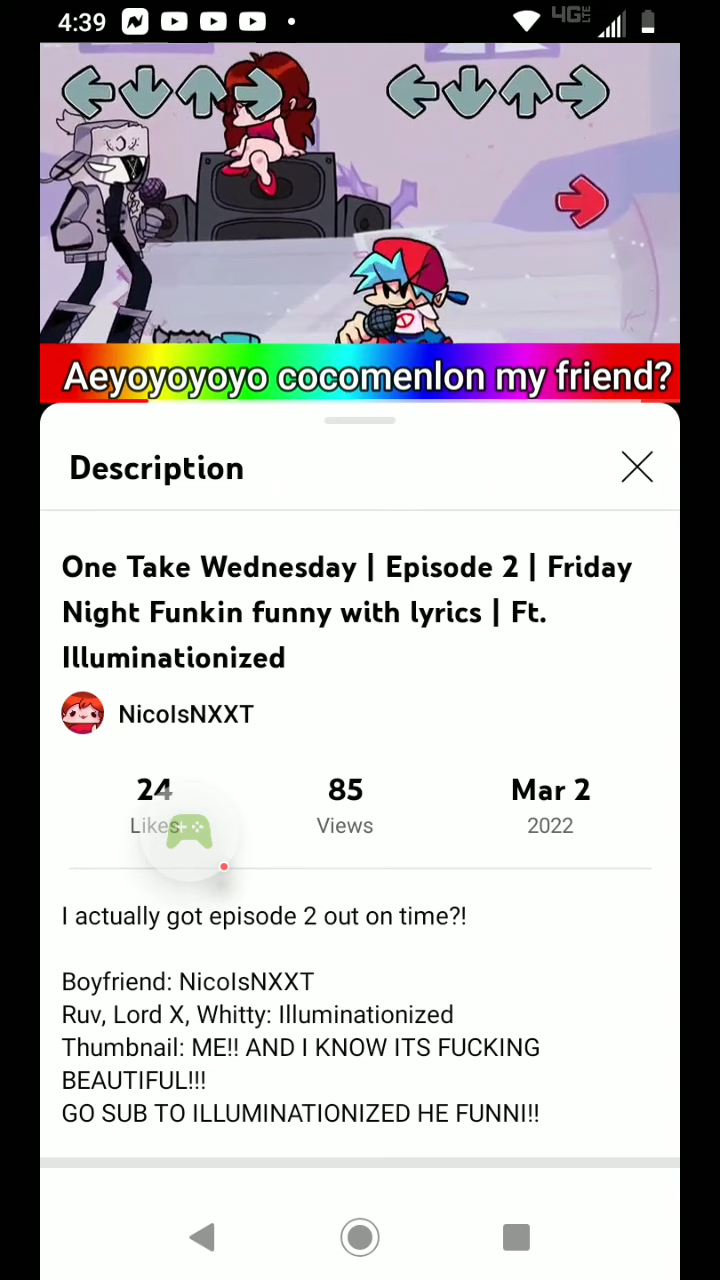 4:39
4G LTE
Aeyoyoyoyo cocomenlon my friend?
Description
One Take Wednesday | Episode 2 | Friday
Night Funkin funny with lyrics | Ft.
Illuminationized
NicoIsNXXT
24 85 Mar 2
Likes Views 2022
I actually got episode 2 out on time?!
Boyfriend: NicoIsNXXT
Ruv, Lord X, Whitty: Illuminationized
Thumbnail: ME!! AND I KNOW ITS FUCKING
BEAUTIFUL!!!
GO SUB TO ILLUMINATIONIZED HE FUNNI!!